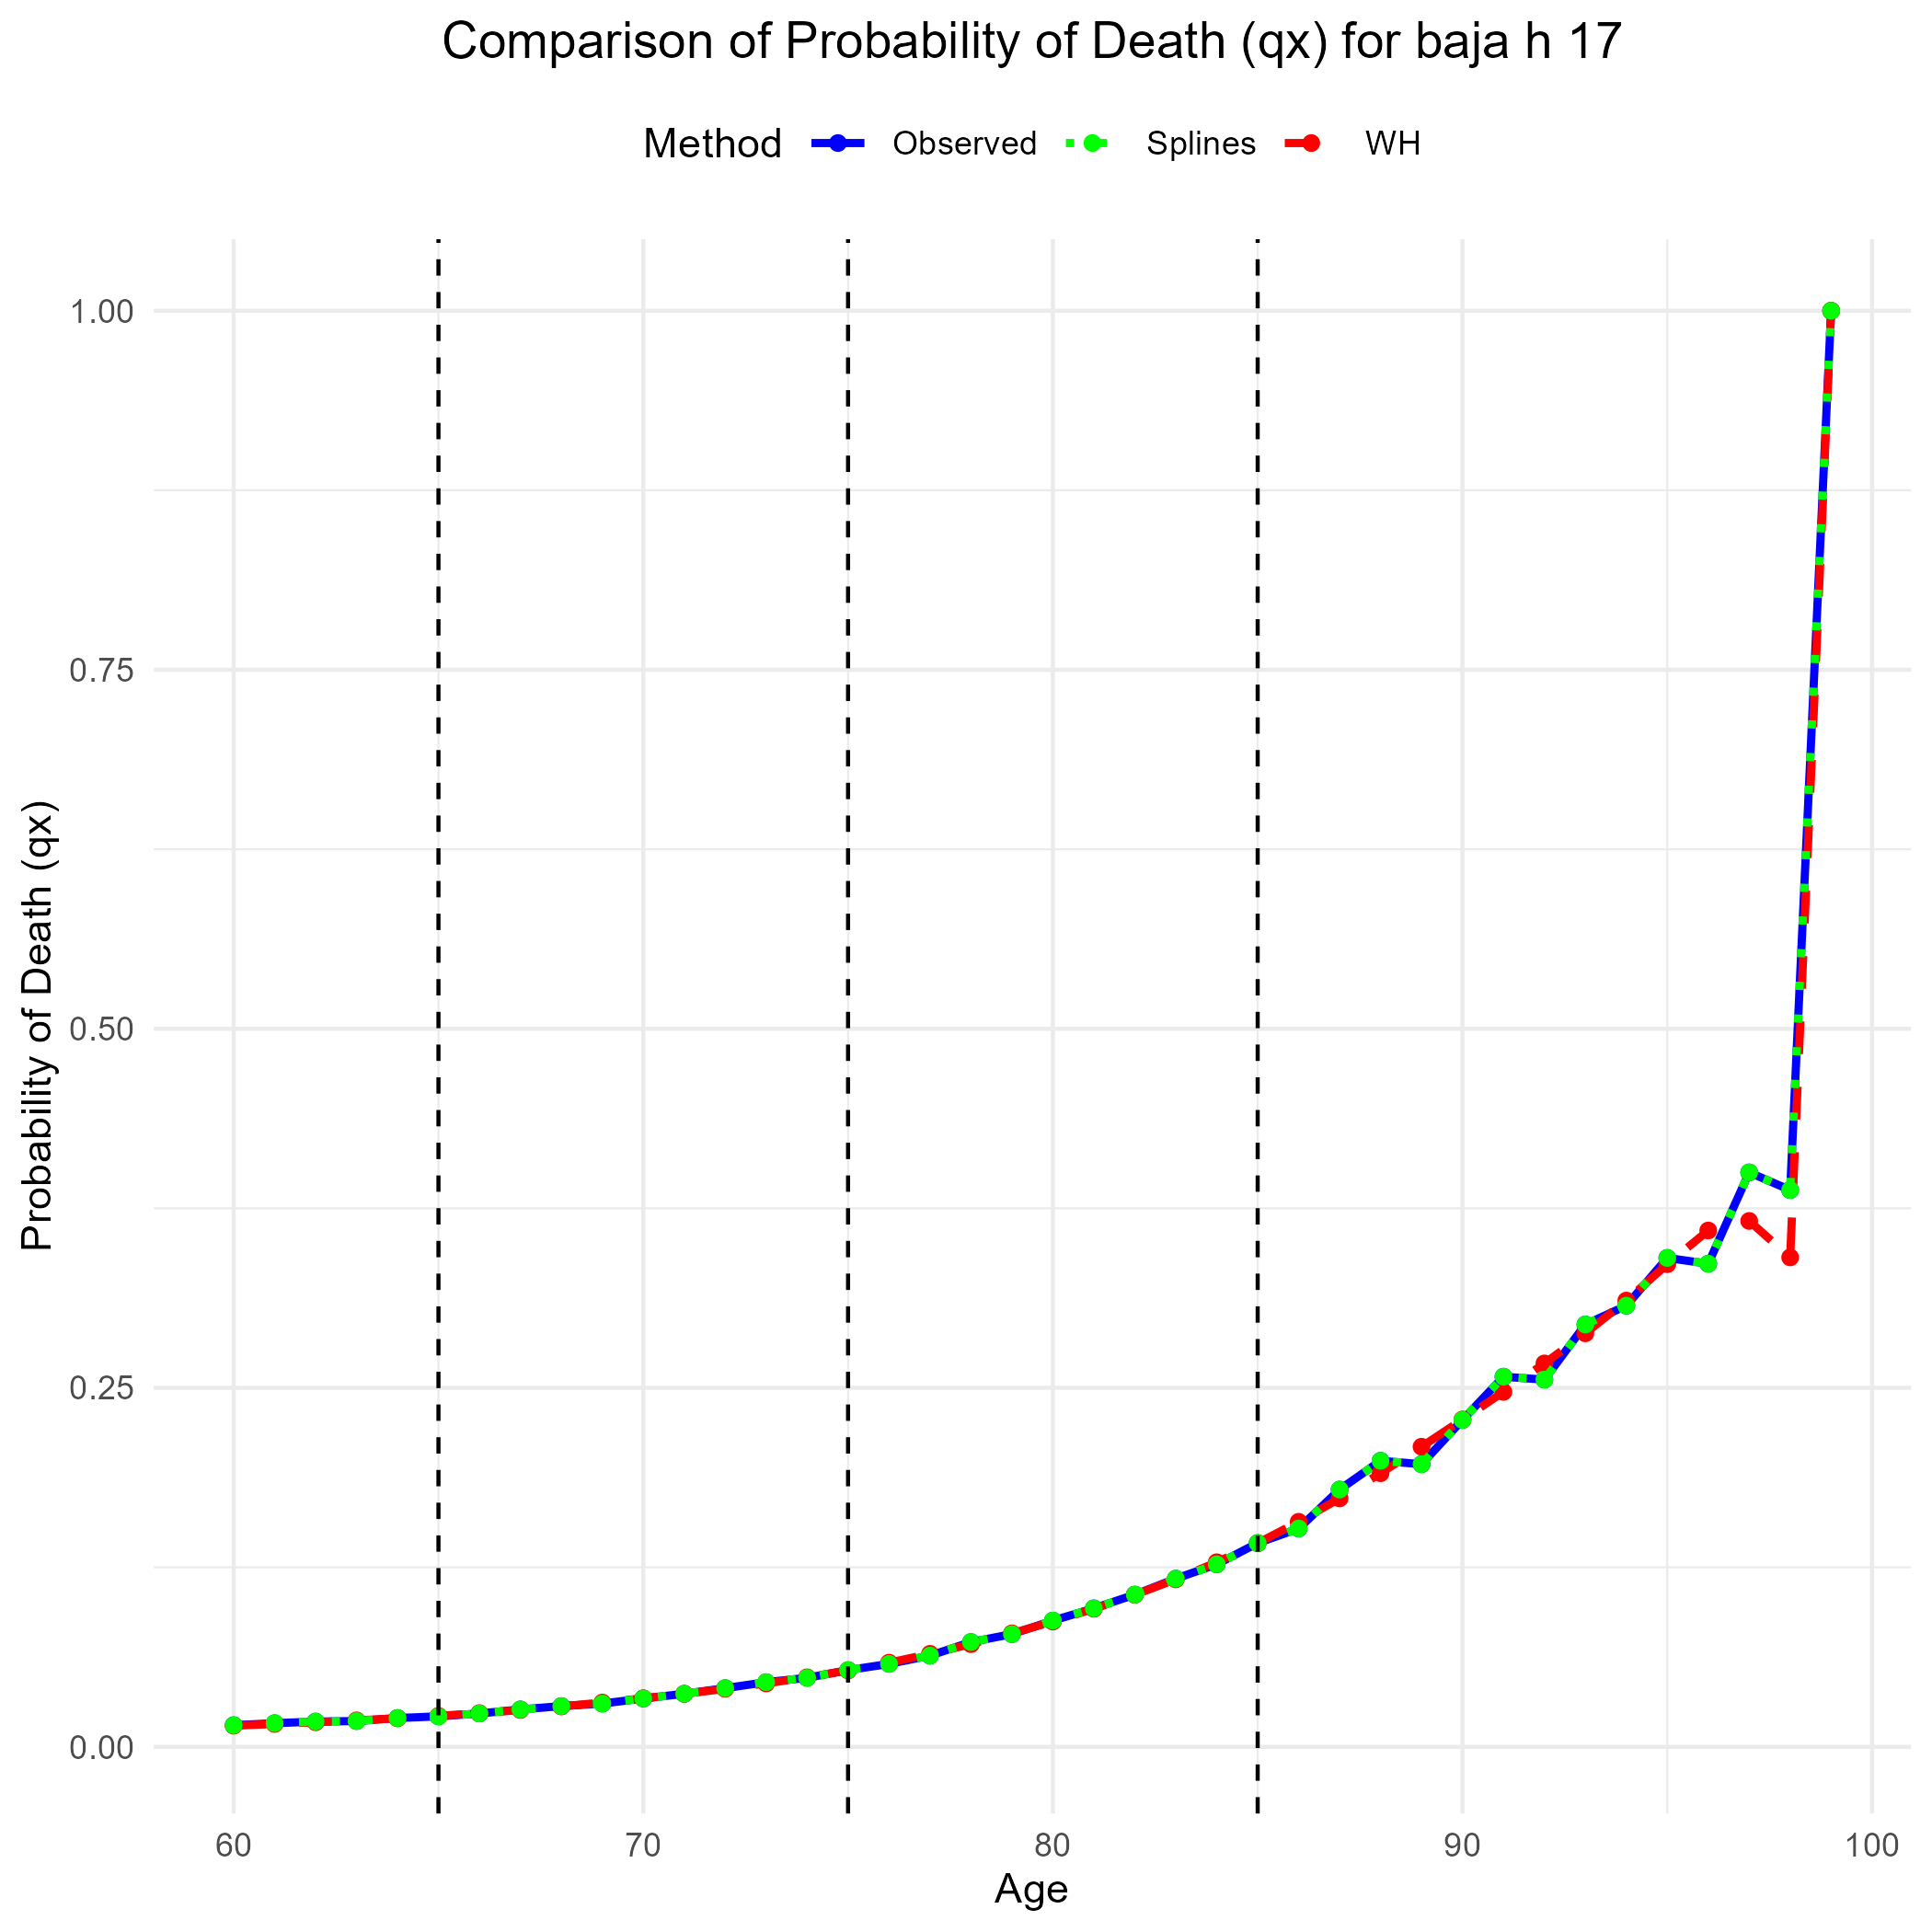 Comparison of Probability of Death (qx) for baja h 17
Method Observed Splines WH
Probability of Death (qx)
1.00
0.75
0.50
0.25
0.00
60 70 80 90 100
Age